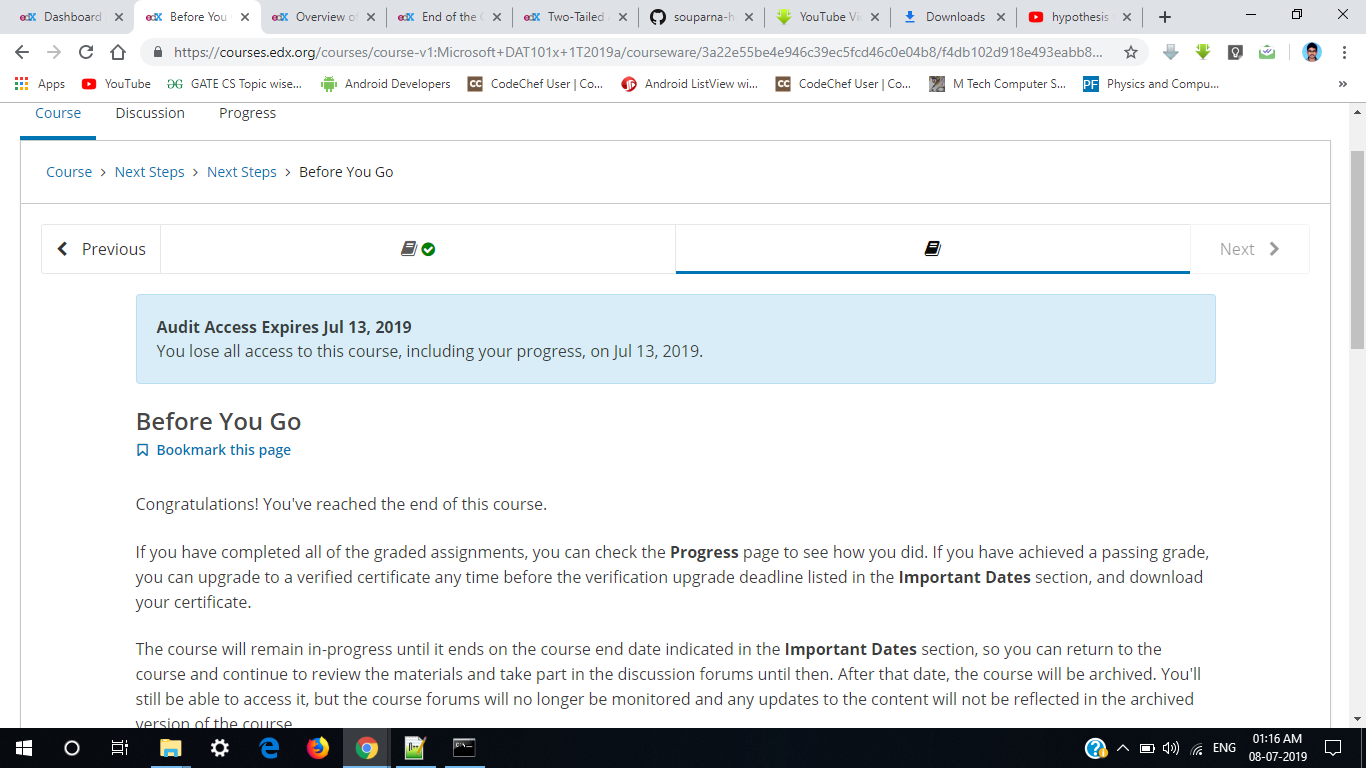 Dashboard
Before You
Overview of
End of the C
Two-Tailed A
souparna-h
YouTube Vi
Downloads
hypothesis t
https://courses.edx.org/courses/course-v1:Microsoft+DAT101x+1T2019a/courseware/3a22e55be4e946c39ec5fcd46c0e04b8/f4db102d918e493eabb8...
Apps YouTube GATE CS Topic wise... Android Developers CodeChef User | Co... Android ListView wi... CodeChef User | Co... M Tech Computer S... Physics and Compu... »
Course Discussion Progress
Course > Next Steps > Next Steps > Before You Go
Previous Next
Audit Access Expires Jul 13, 2019
You lose all access to this course, including your progress, on Jul 13, 2019.
Before You Go
Bookmark this page
Congratulations! You've reached the end of this course.
If you have completed all of the graded assignments, you can check the Progress page to see how you did. If you have achieved a passing grade,
you can upgrade to a verified certificate any time before the verification upgrade deadline listed in the Important Dates section, and download
your certificate.
The course will remain in-progress until it ends on the course end date indicated in the Important Dates section, so you can return to the
course and continue to review the materials and take part in the discussion forums until then. After that date, the course will be archived. You'll
still be able to access it, but the course forums will no longer be monitored and any updates to the content will not be reflected in the archived
version of the course.
ENG
01:16 AM
08-07-2019